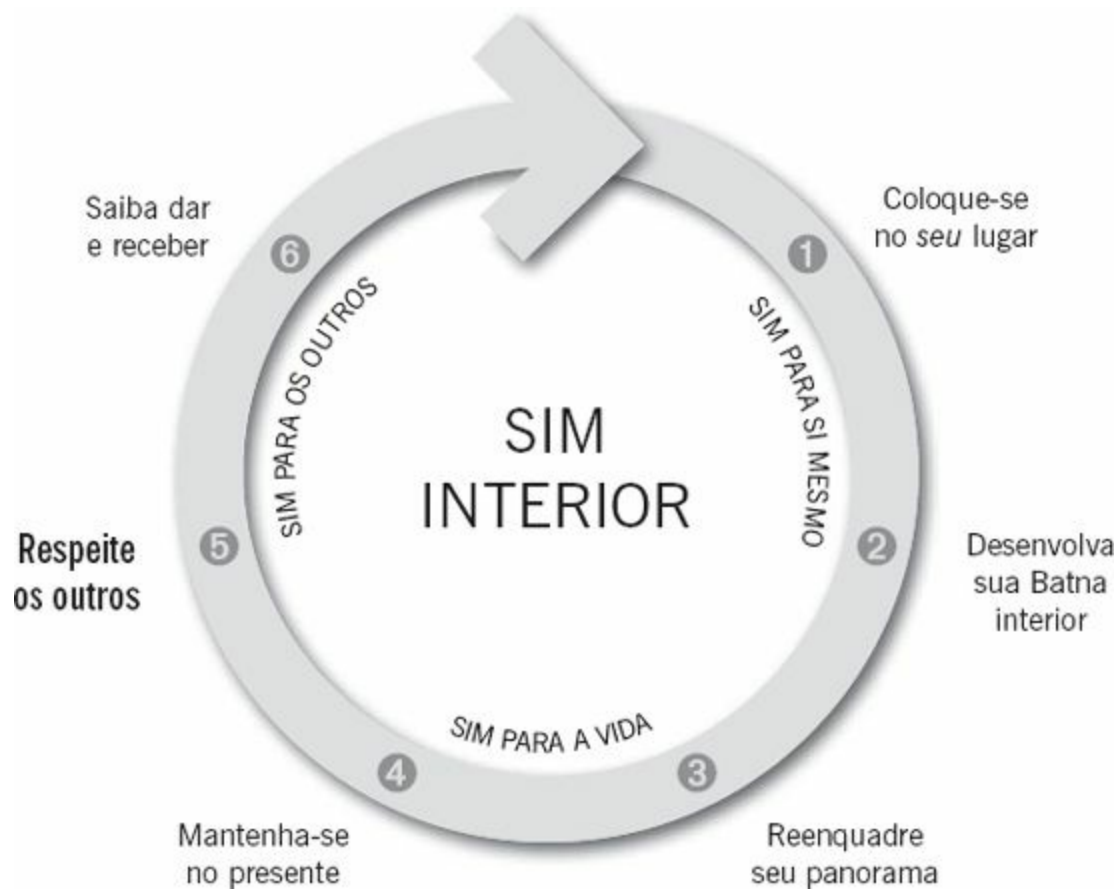 SIM
INTERIOR
SIM PARA SI MESMO
SIM PARA A VIDA
SIM PARA OS OUTROS
1
Coloque-se
no seu lugar
2
Desenvolva
sua Batna
interior
3
Reenquadre
seu panorama
4
Mantenha-se
no presente
5
Respeite
os outros
6
Saiba dar
e receber